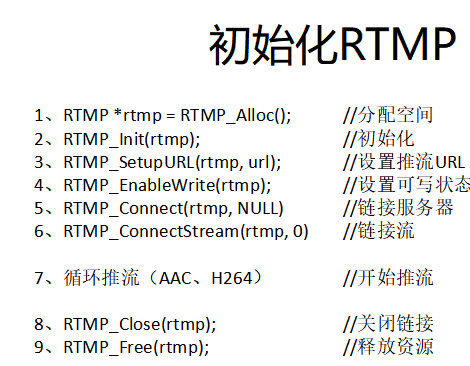 初始化RTMP
1、RTMP *rtmp = RTMP_Alloc(); //分配空间
2、RTMP_Init(rtmp); //初始化
3、RTMP_SetupURL(rtmp, url); //设置推流URL
4、RTMP_EnableWrite(rtmp); //设置可写状态
5、RTMP_Connect(rtmp, NULL) //链接服务器
6、RTMP_ConnectStream(rtmp, 0) //链接流
7、循环推流（AAC、H264） //开始推流
8、RTMP_Close(rtmp); //关闭链接
9、RTMP_Free(rtmp); //释放资源